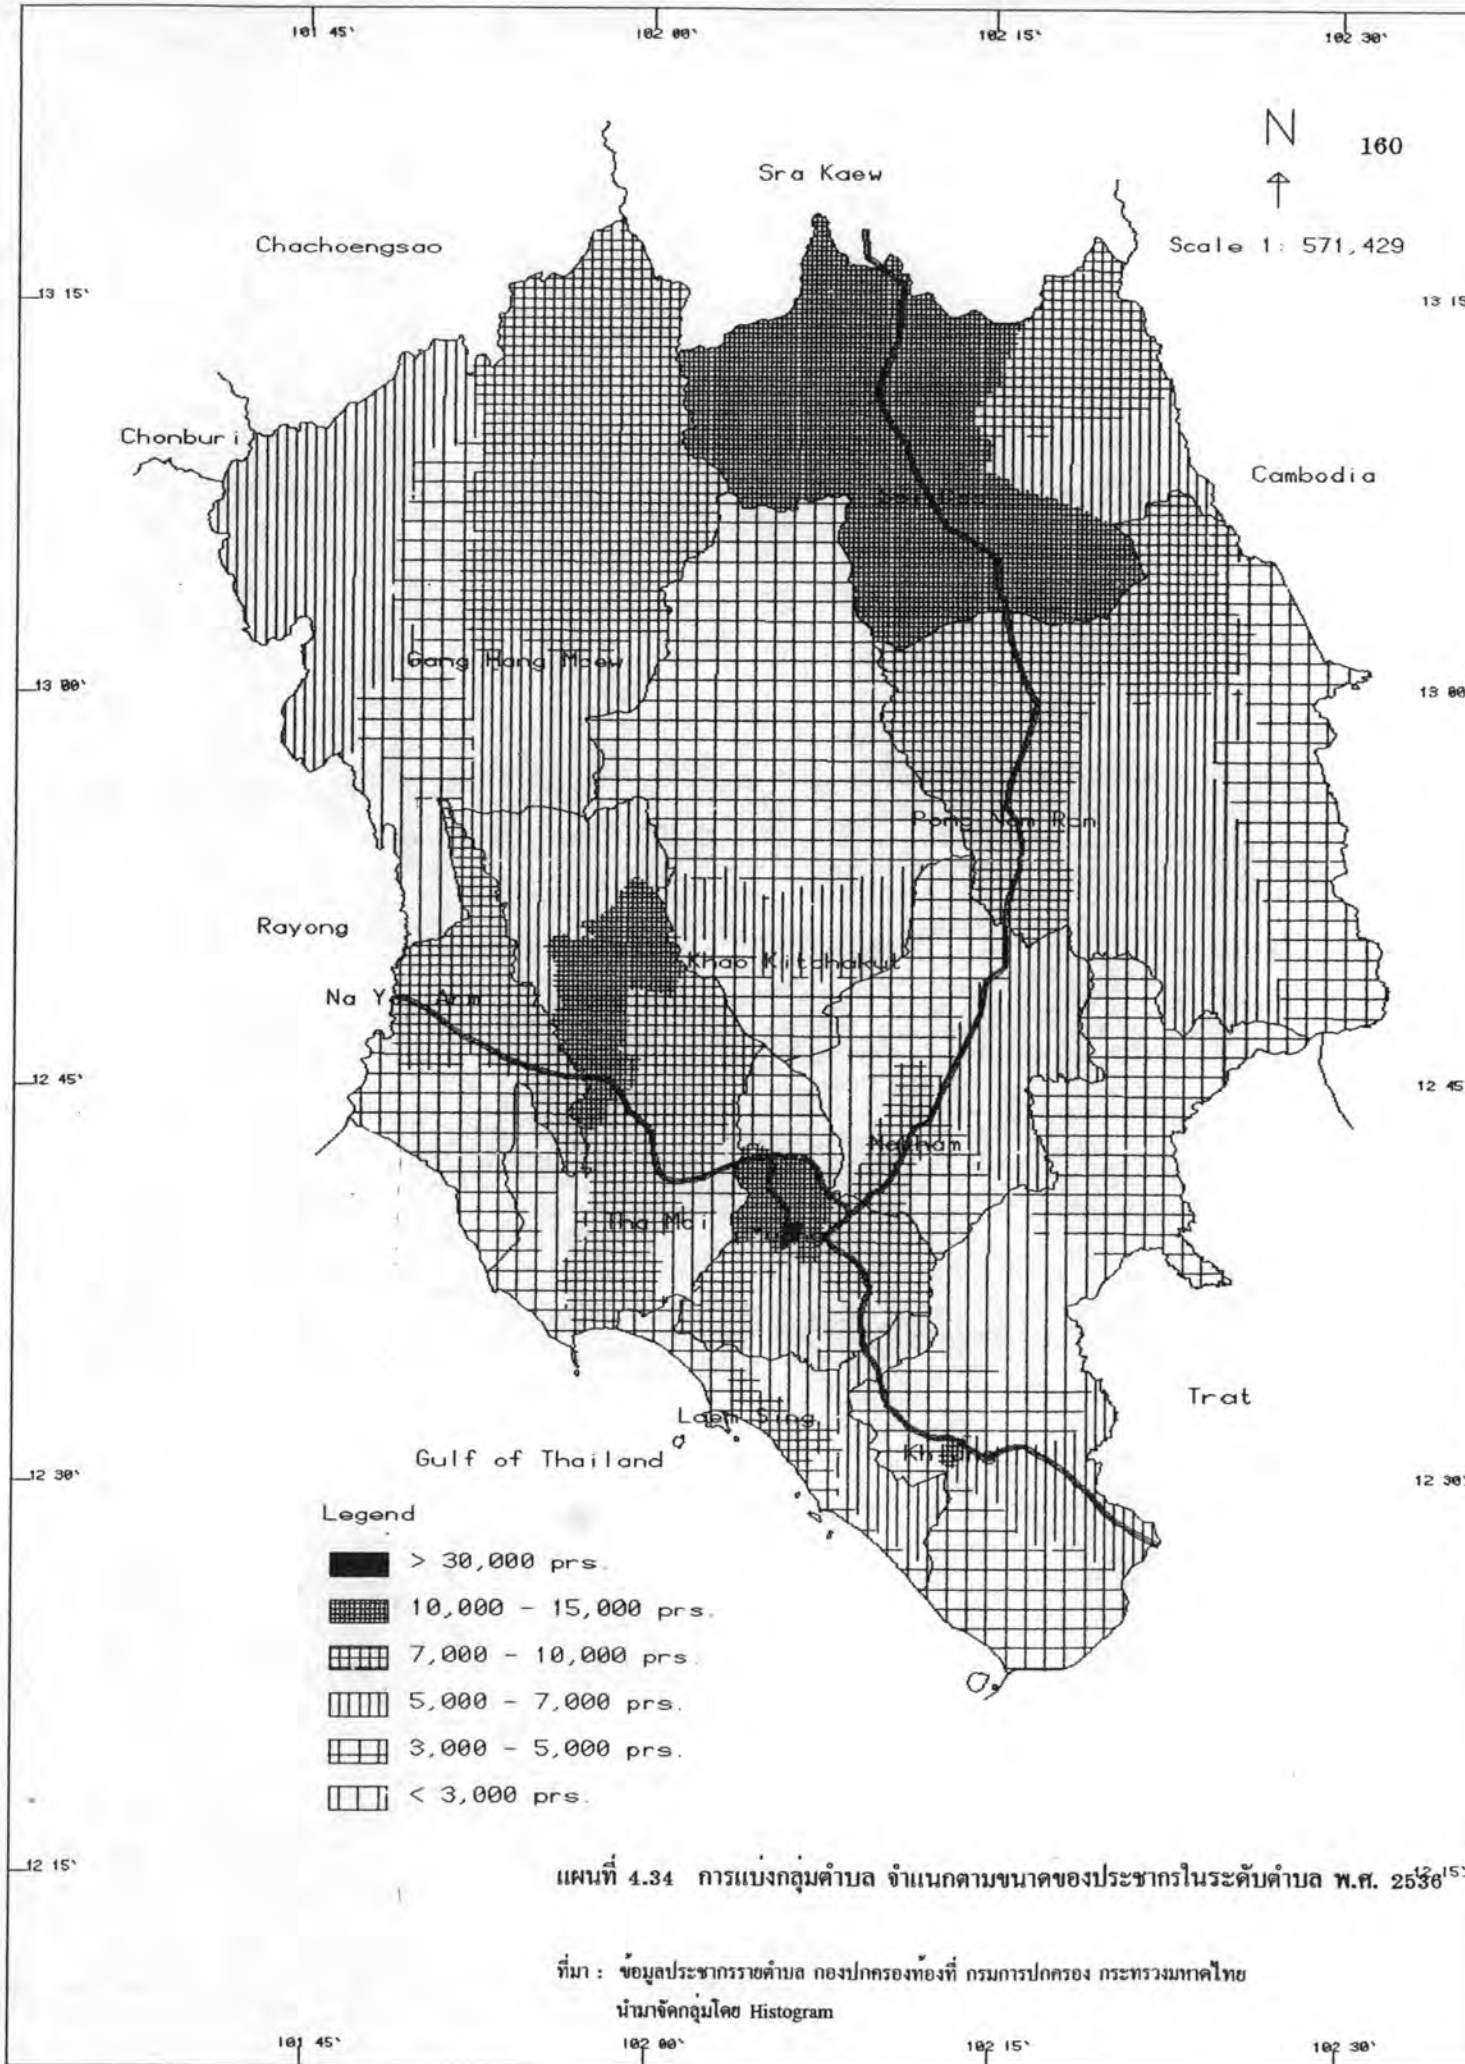 101 45` 102 00` 102 15` 102 30`
N 160
Sra Kaew
Chachoengsao
Scale 1: 571,429
13 15` 13 15
Chonburi
Cambodia
Gang Hang Maew
13 00` 13 00
Pong Nam Ron
Rayong
Khao Kitchakut
12 45` 12 45
Tha Mai
Trat
Laem Sing
Gulf of Thailand
12 30` 12 30
Legend
> 30,000 prs.
10,000 - 15,000 prs.
7,000 - 10,000 prs.
5,000 - 7,000 prs.
3,000 - 5,000 prs.
< 3,000 prs.
12 15` 12 15
แผนที่ 4.34 การแบ่งกลุ่มตำบล จำแนกตามขนาดของประชากรในระดับตำบล พ.ศ. 2536
ที่มา : ข้อมูลประชากรรายตำบล กองปกครองท้องที่ กรมการปกครอง กระทรวงมหาดไทย
นำมาจัดกลุ่มโดย Histogram
101 45` 102 00` 102 15` 102 30`